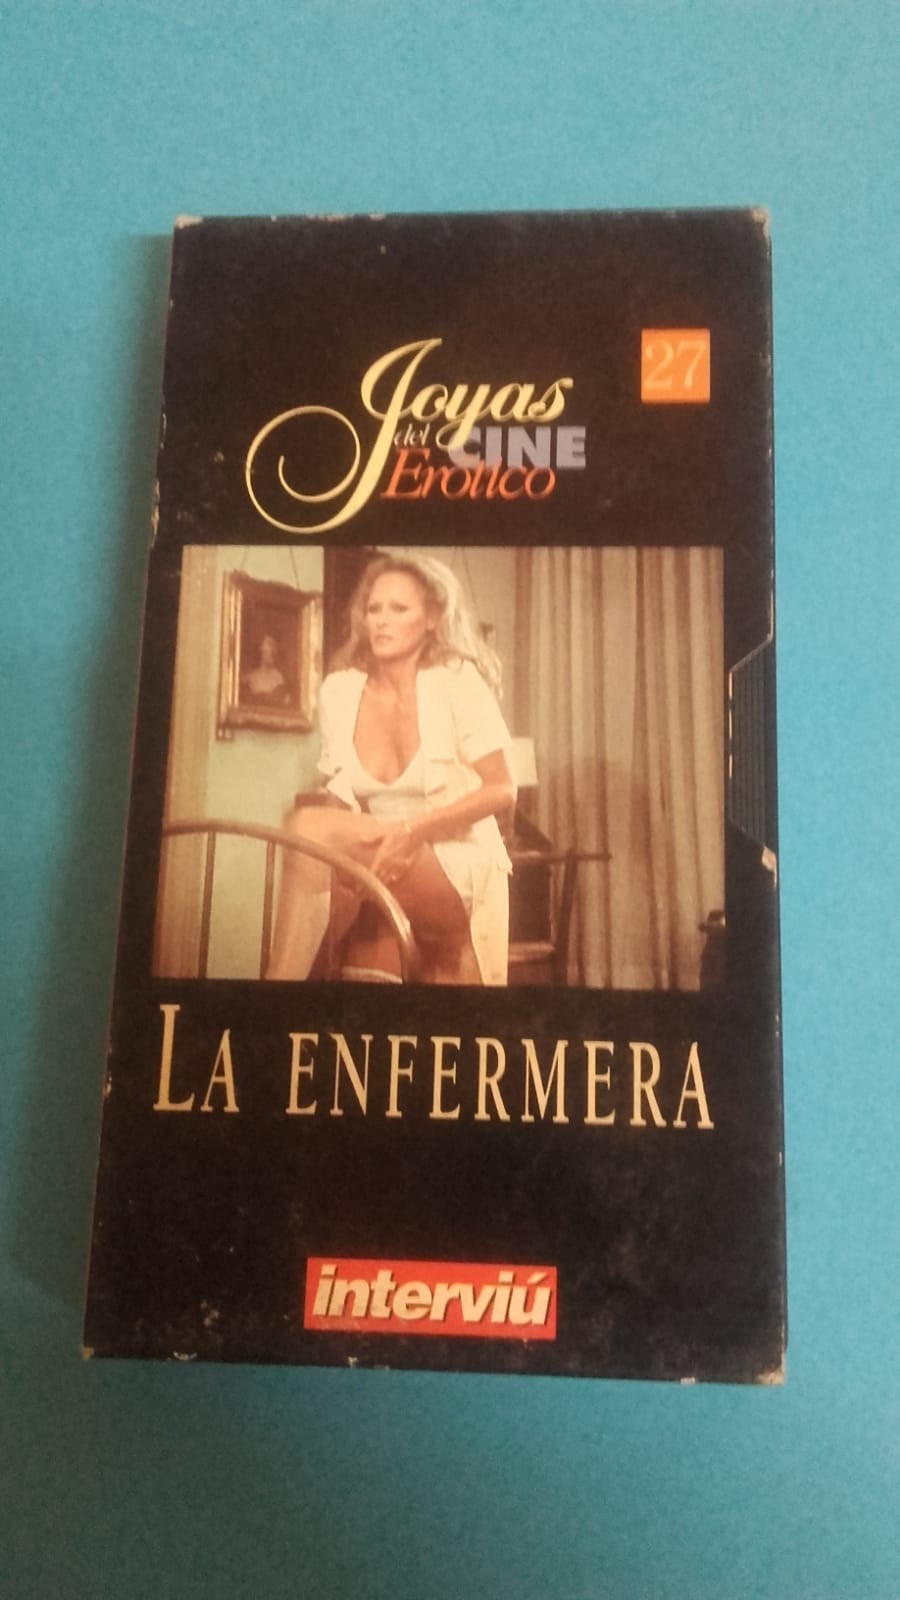 27
Joyas
del CINE
Erotico
LA ENFERMERA
interviú